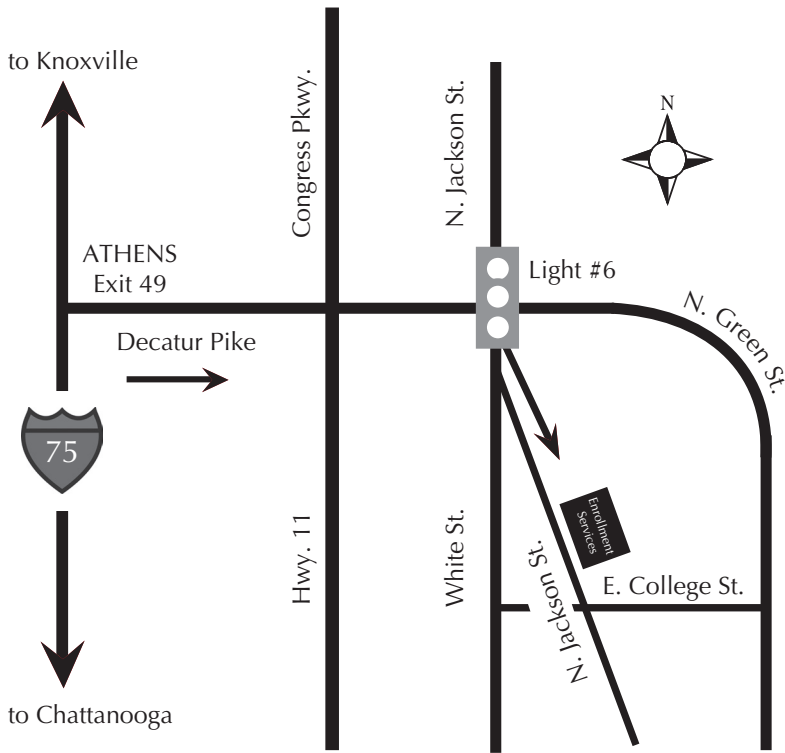 to Knoxville
Congress Pkwy.
N. Jackson St.
N
ATHENS
Exit 49
Light #6
N. Green St.
Decatur Pike
75
Enrollment
Services
Hwy. 11
White St.
N. Jackson St.
E. College St.
to Chattanooga